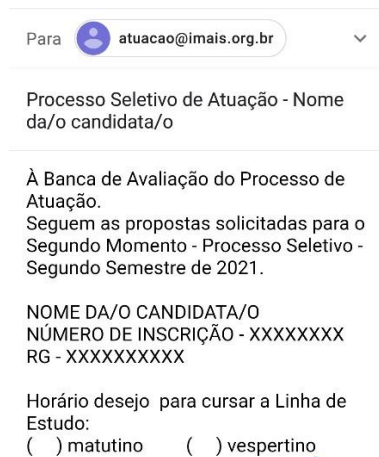 Para atuacao@imais.org.br
Processo Seletivo de Atuação - Nome
da/o candidata/o
À Banca de Avaliação do Processo de
Atuação.
Seguem as propostas solicitadas para o
Segundo Momento - Processo Seletivo -
Segundo Semestre de 2021.
NOME DA/O CANDIDATA/O
NÚMERO DE INSCRIÇÃO - XXXXXXXX
RG - XXXXXXXXXX
Horário desejo  para cursar a Linha de
Estudo:
(    ) matutino        (    ) vespertino